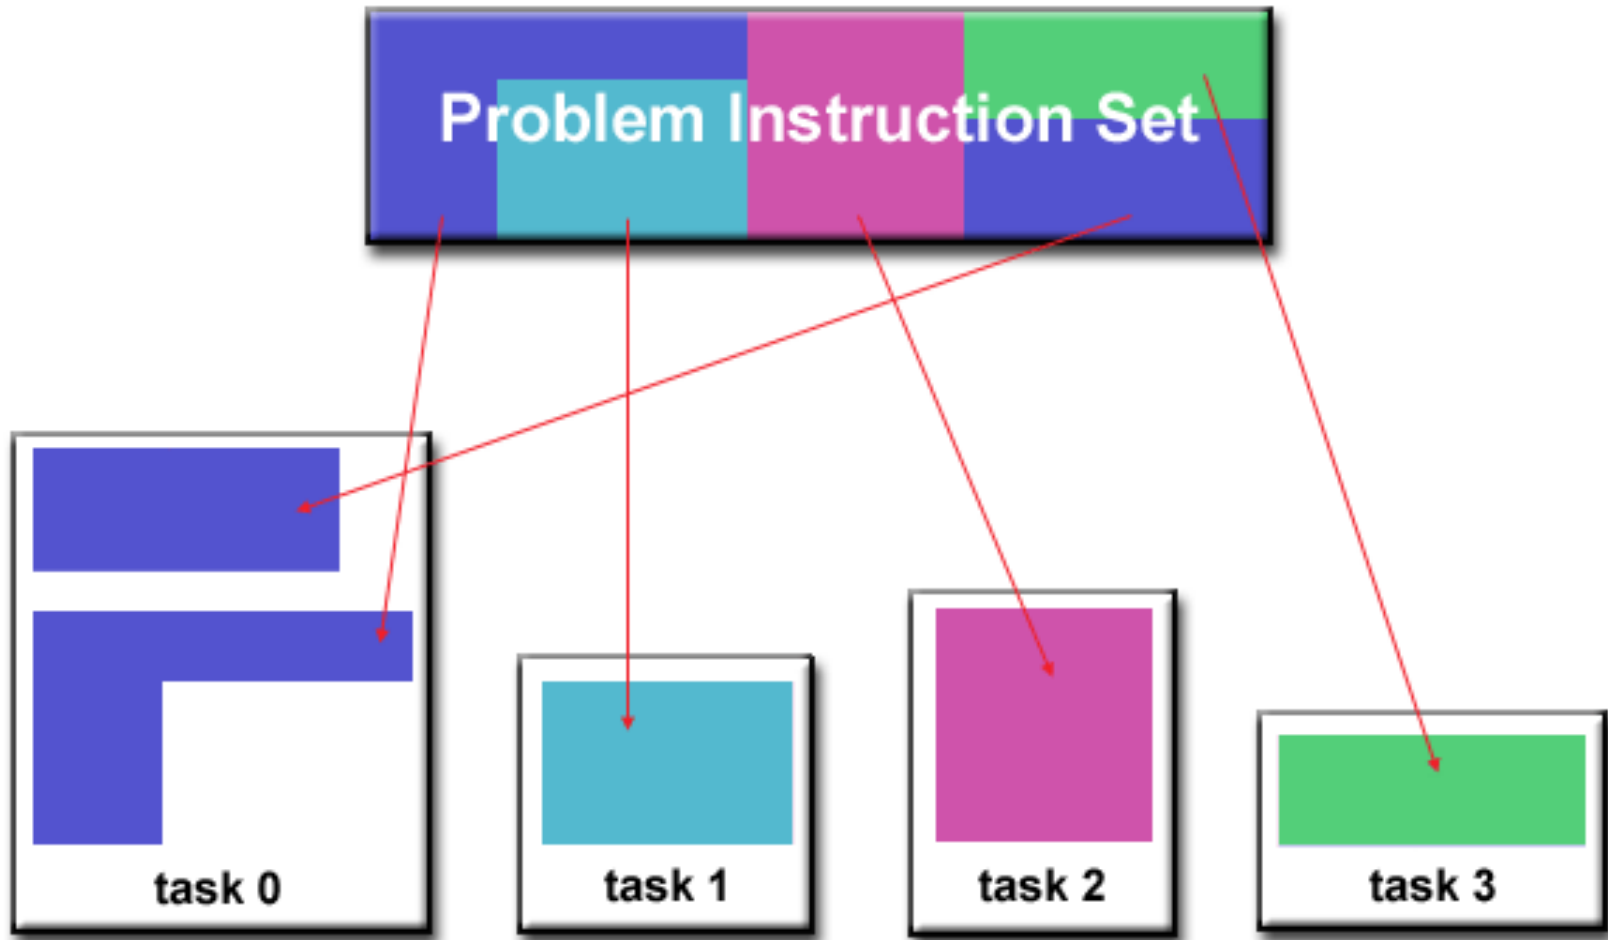 Problem Instruction Set
task 0
task 1
task 2
task 3